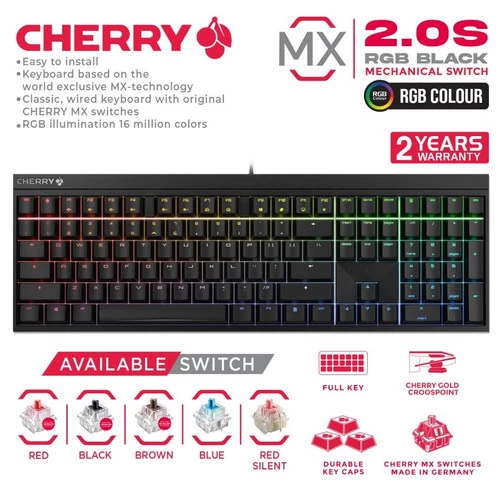 CHERRY
•Easy to install
•Keyboard based on the
world exclusive MX-technology
•Classic, wired keyboard with original
CHERRY MX switches
•RGB illumination 16 million colors
MX
2.0S
RGB BLACK
MECHANICAL SWITCH
RGB
Colour
RGB COLOUR
2 YEARS
WARRANTY
CHERRY
AVAILABLE SWITCH
RED
BLACK
BROWN
BLUE
RED
SILENT
FULL KEY
CHERRY GOLD
CROOSPOINT
DURABLE
KEY CAPS
CHERRY MX SWITCHES
MADE IN GERMANY